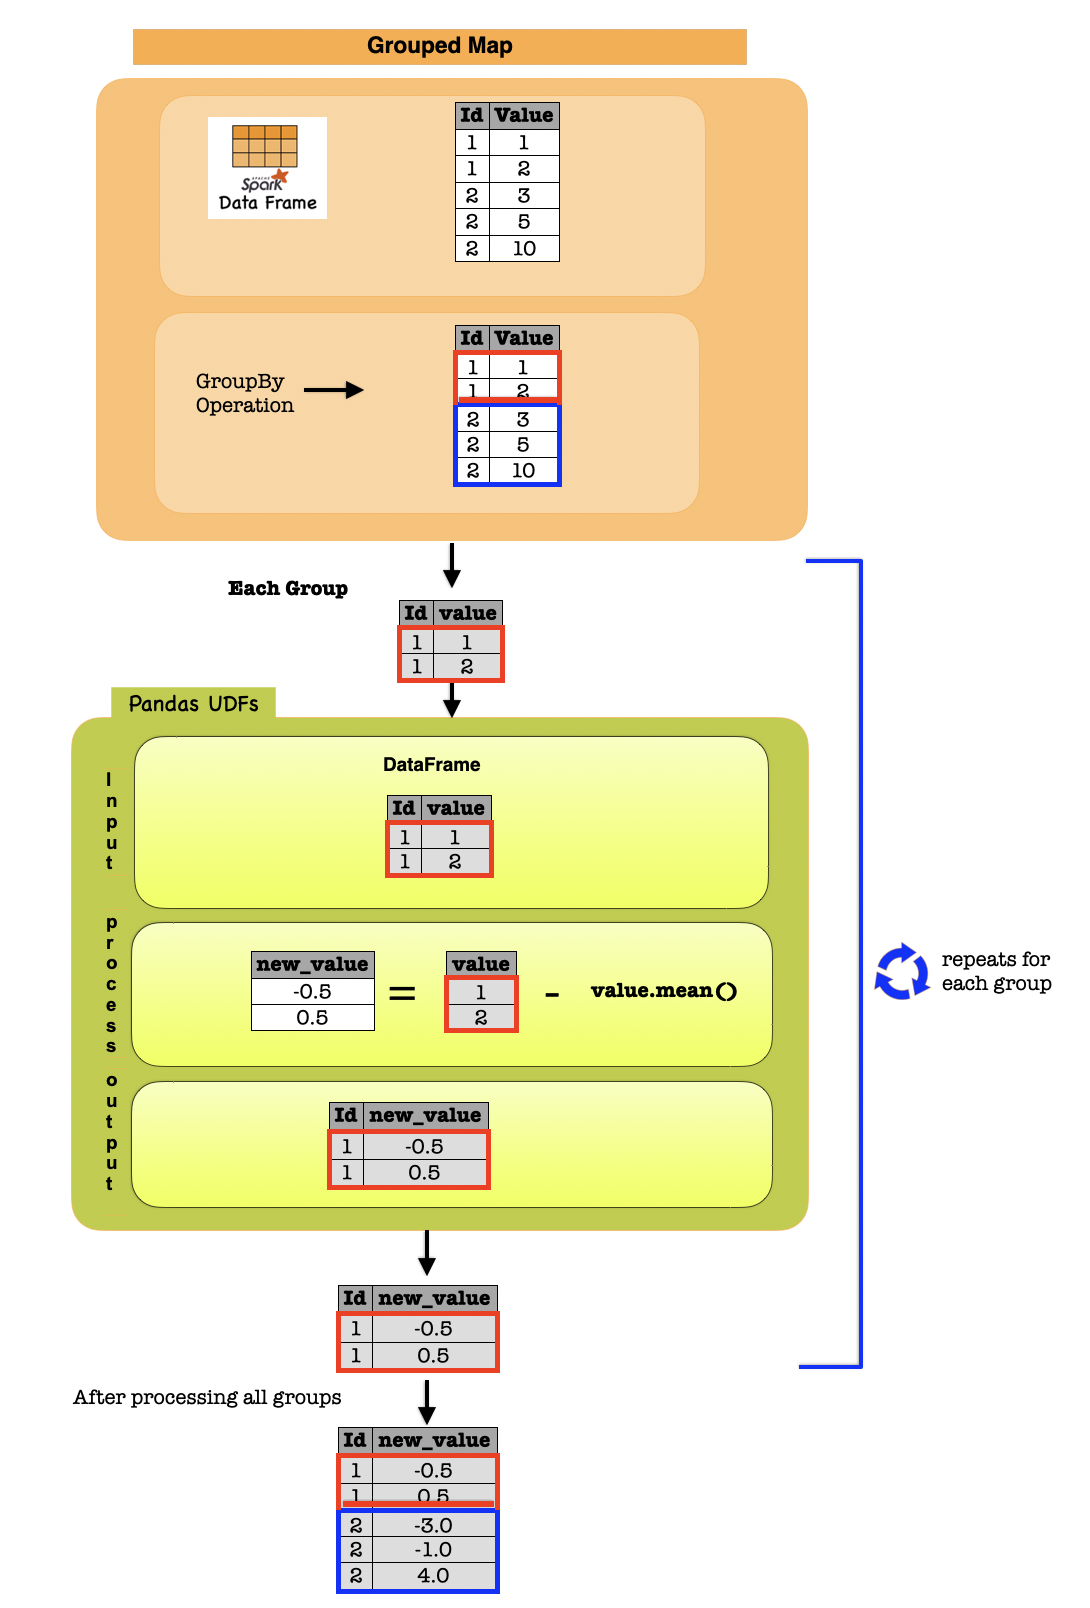 Grouped Map
APACHE
Spark
Data Frame
Id Value
1 1
1 2
2 3
2 5
2 10
GroupBy
Operation
Id Value
1 1
1 2
2 3
2 5
2 10
Each Group
Id value
1 1
1 2
Pandas UDFs
Input
DataFrame
Id value
1 1
1 2
process
new_value
-0.5
0.5
=
value
1
2
- value.mean()
output
Id new_value
1 -0.5
1 0.5
repeats for
each group
Id new_value
1 -0.5
1 0.5
After processing all groups
Id new_value
1 -0.5
1 0.5
2 -3.0
2 -1.0
2 4.0